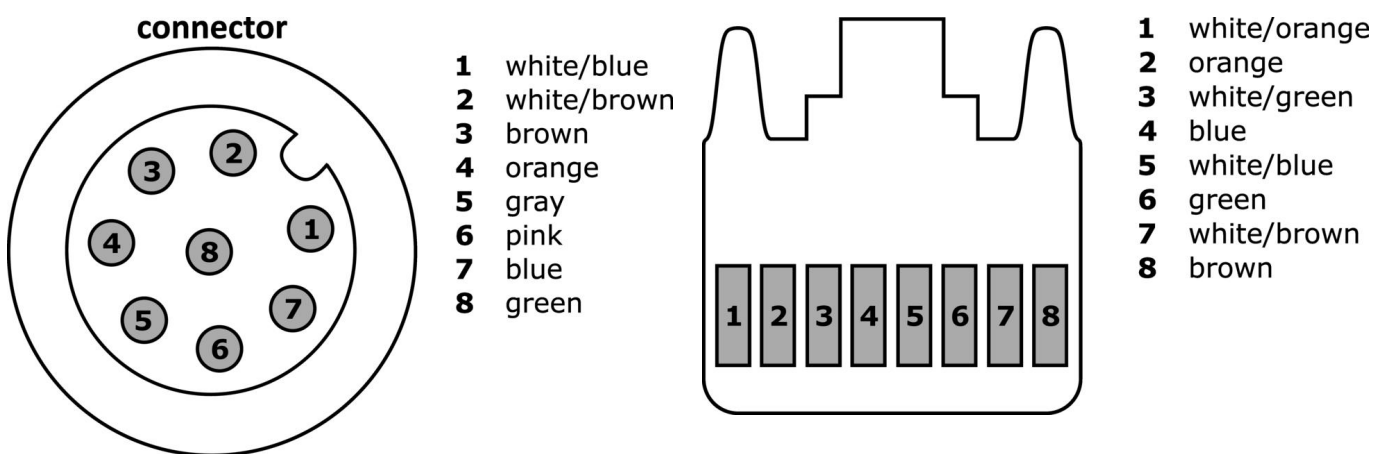 connector
1 white/blue
2 white/brown
3 brown
4 orange
5 gray
6 pink
7 blue
8 green
2
3
1
4
8
7
5
6
1 white/orange
2 orange
3 white/green
4 blue
5 white/blue
6 green
7 white/brown
8 brown
1 2 3 4 5 6 7 8